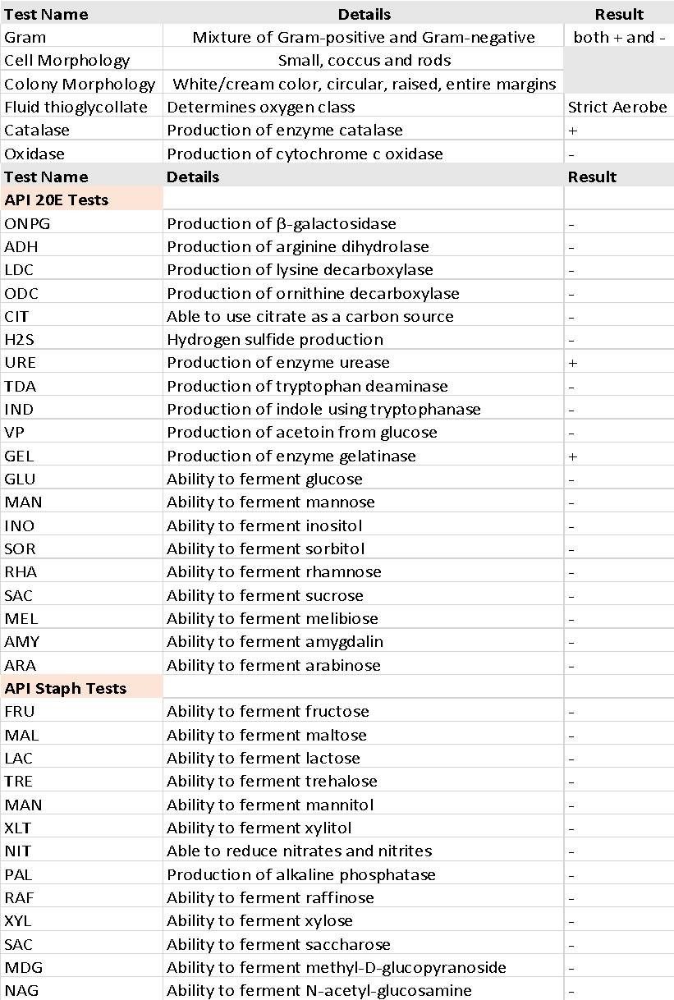 Test Name Details Result
Gram Mixture of Gram-positive and Gram-negative both + and -
Cell Morphology Small, coccus and rods
Colony Morphology White/cream color, circular, raised, entire margins
Fluid thioglycollate Determines oxygen class Strict Aerobe
Catalase Production of enzyme catalase +
Oxidase Production of cytochrome c oxidase -
Test Name Details Result
API 20E Tests
ONPG Production of β-galactosidase -
ADH Production of arginine dihydrolase -
LDC Production of lysine decarboxylase -
ODC Production of ornithine decarboxylase -
CIT Able to use citrate as a carbon source -
H2S Hydrogen sulfide production -
URE Production of enzyme urease +
TDA Production of tryptophan deaminase -
IND Production of indole using tryptophanase -
VP Production of acetoin from glucose -
GEL Production of enzyme gelatinase +
GLU Ability to ferment glucose -
MAN Ability to ferment mannose -
INO Ability to ferment inositol -
SOR Ability to ferment sorbitol -
RHA Ability to ferment rhamnose -
SAC Ability to ferment sucrose -
MEL Ability to ferment melibiose -
AMY Ability to ferment amygdalin -
ARA Ability to ferment arabinose -
API Staph Tests
FRU Ability to ferment fructose -
MAL Ability to ferment maltose -
LAC Ability to ferment lactose -
TRE Ability to ferment trehalose -
MAN Ability to ferment mannitol -
XLT Ability to ferment xylitol -
NIT Able to reduce nitrates and nitrites -
PAL Production of alkaline phosphatase -
RAF Ability to ferment raffinose -
XYL Ability to ferment xylose -
SAC Ability to ferment saccharose -
MDG Ability to ferment methyl-D-glucopyranoside -
NAG Ability to ferment N-acetyl-glucosamine -